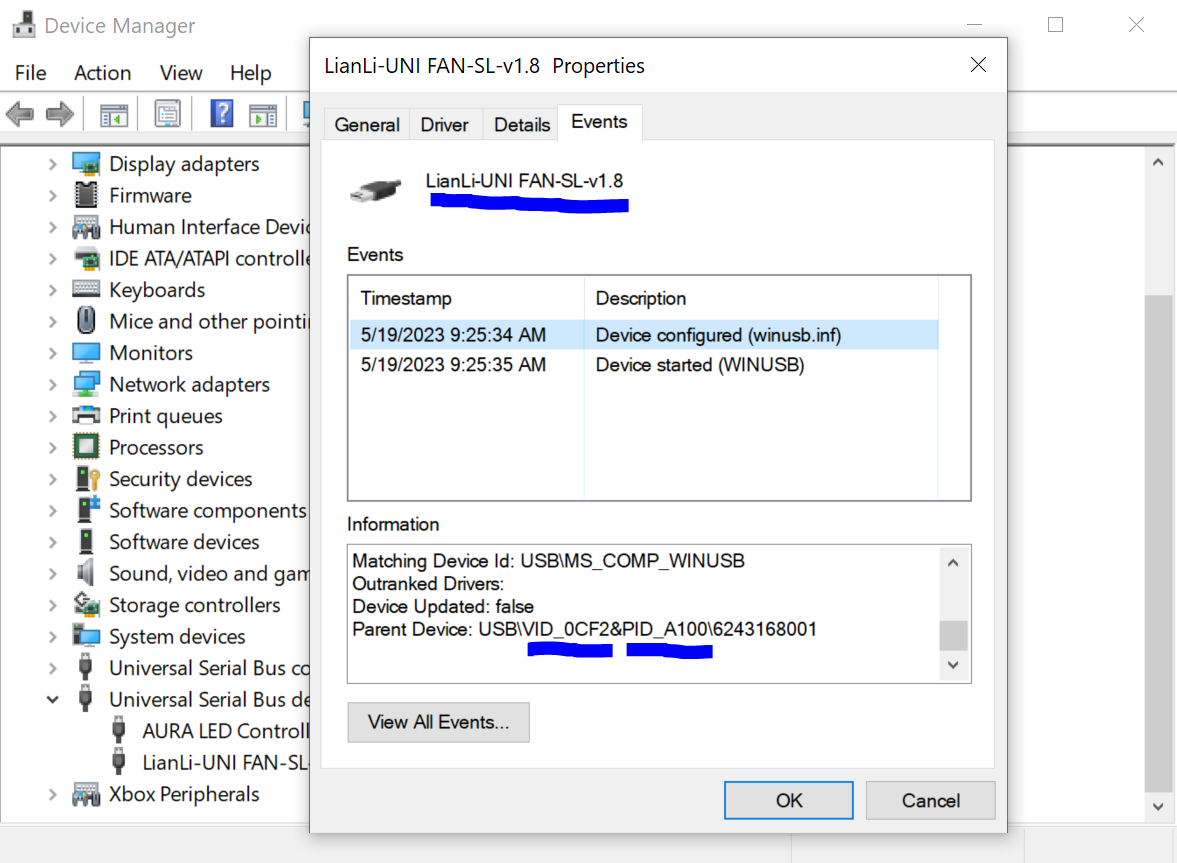 Device Manager
File Action View Help
Display adapters
Firmware
Human Interface Devic
IDE ATA/ATAPI controlle
Keyboards
Mice and other pointi
Monitors
Network adapters
Print queues
Processors
Security devices
Software components
Software devices
Sound, video and gam
Storage controllers
System devices
Universal Serial Bus co
Universal Serial Bus de
AURA LED Controll
LianLi-UNI FAN-SL-
Xbox Peripherals
LianLi-UNI FAN-SL-v1.8 Properties
General Driver Details Events
LianLi-UNI FAN-SL-v1.8
Events
Timestamp Description
5/19/2023 9:25:34 AM Device configured (winusb.inf)
5/19/2023 9:25:35 AM Device started (WINUSB)
Information
Matching Device Id: USB\MS_COMP_WINUSB
Outranked Drivers:
Device Updated: false
Parent Device: USB\VID_0CF2&PID_A100\6243168001
View All Events...
OK Cancel